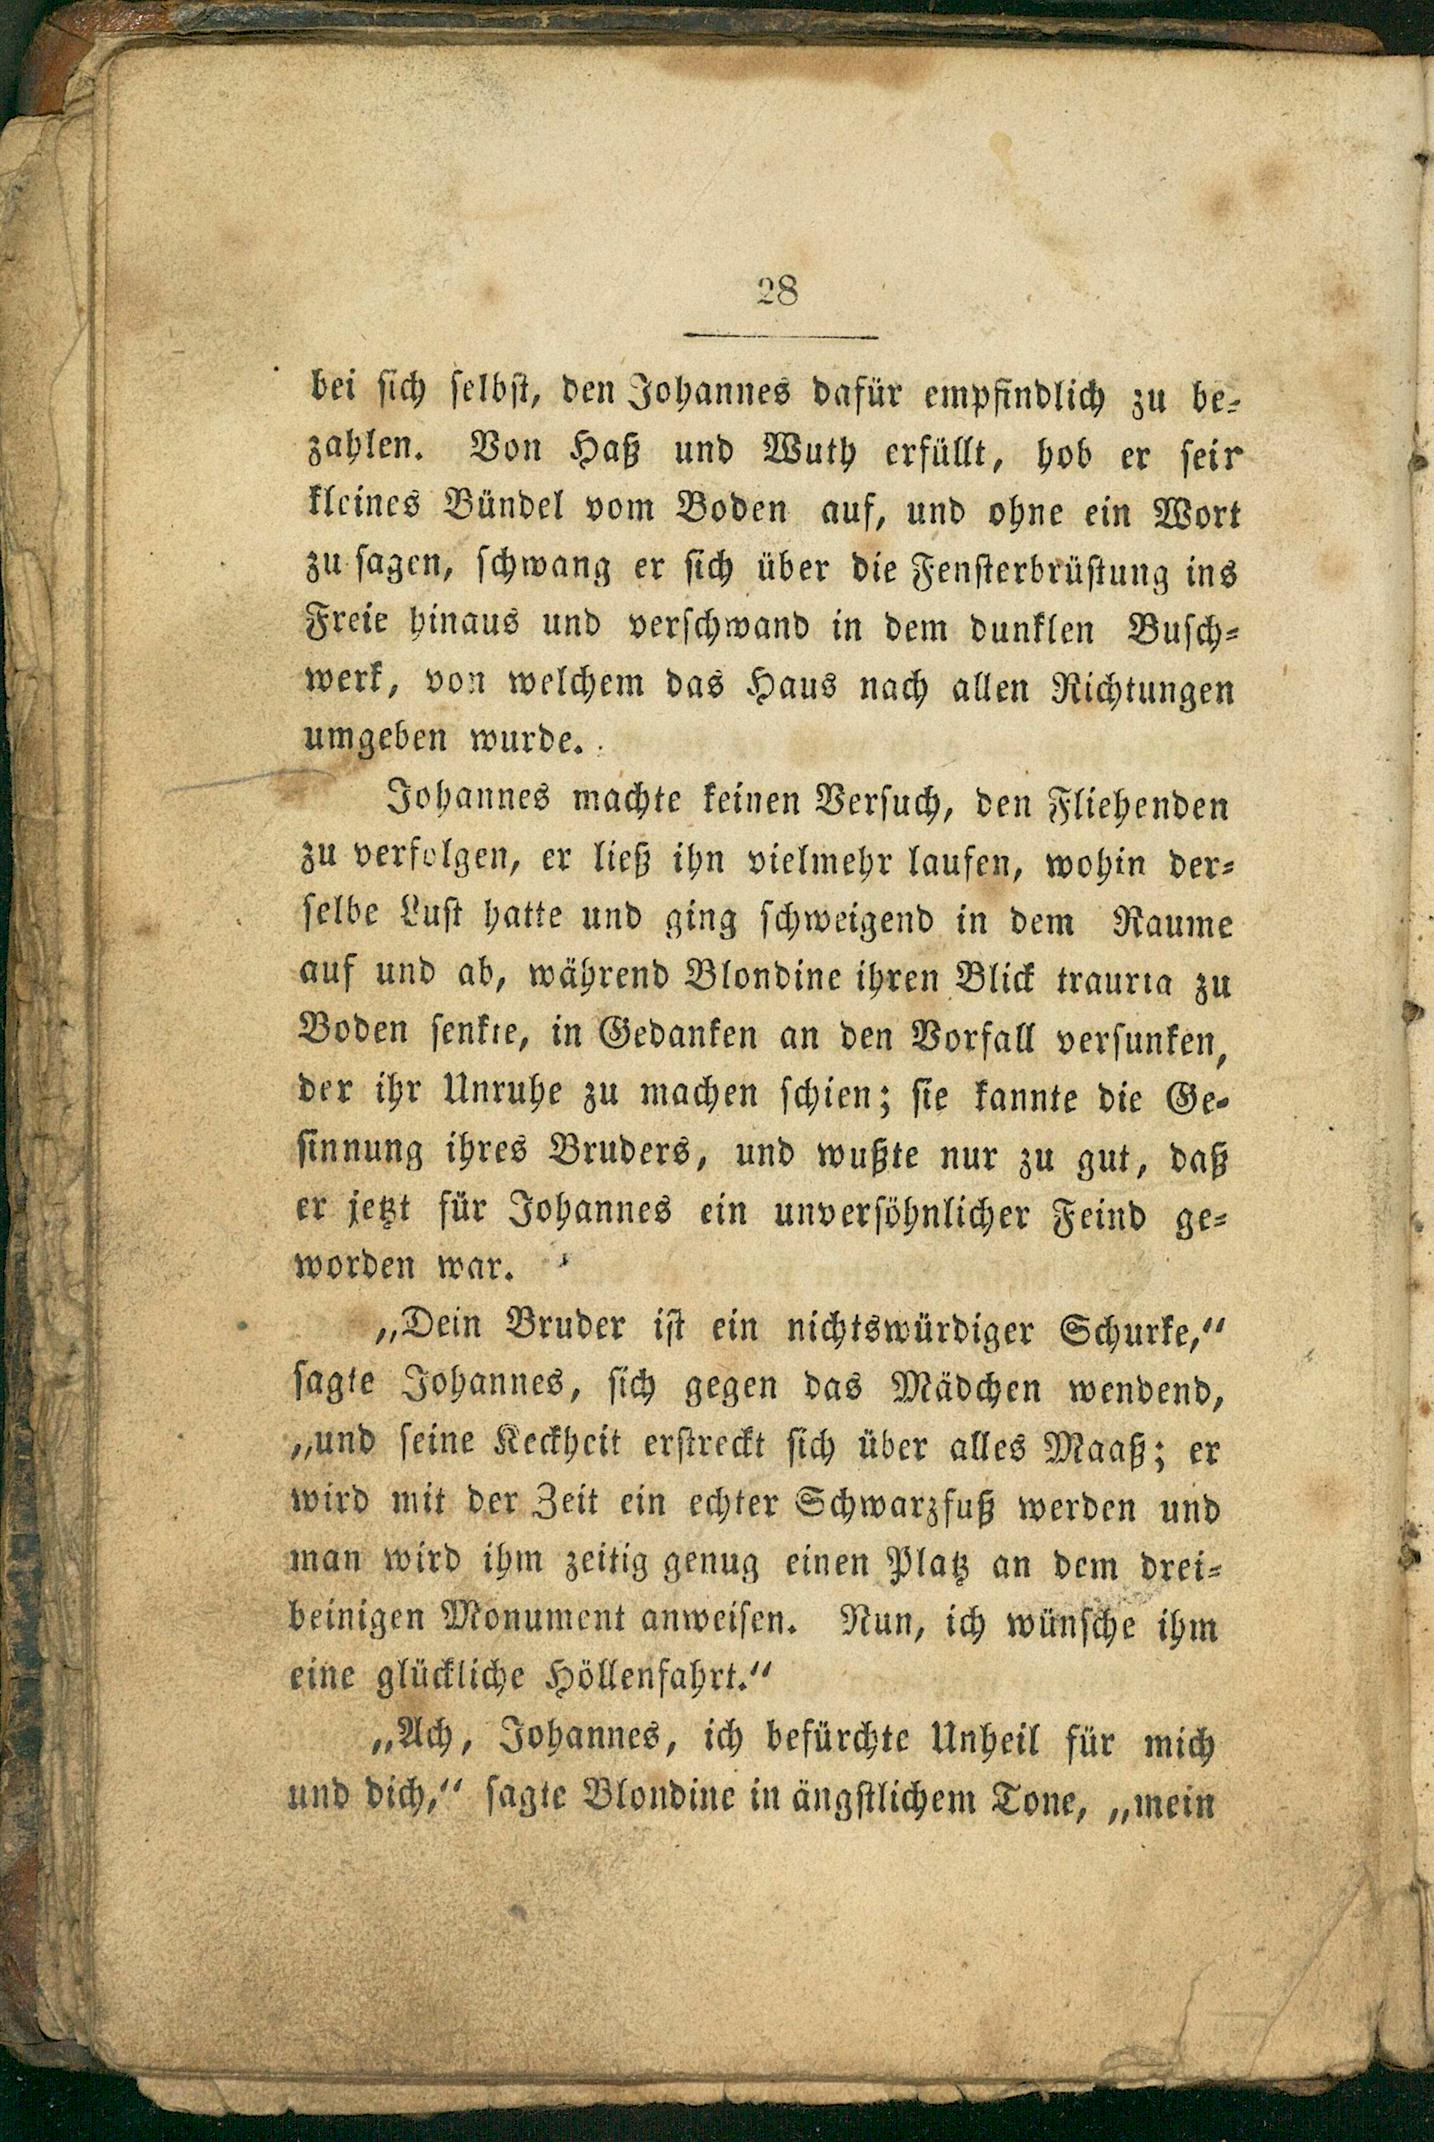 28
bei sich selbst, den Johannes dafür empfindlich zu be-
zahlen. Von Haß und Wuth erfüllt, hob er sein
kleines Bündel vom Boden auf, und ohne ein Wort
zu sagen, schwang er sich über die Fensterbrüstung ins
Freie hinaus und verschwand in dem dunklen Busch-
werk, von welchem das Haus nach allen Richtungen
umgeben wurde.
Johannes machte keinen Versuch, den Fliehenden
zu verfolgen, er ließ ihn vielmehr laufen, wohin der-
selbe Lust hatte und ging schweigend in dem Raume
auf und ab, während Blondine ihren Blick traurig zu
Boden senkte, in Gedanken an den Vorfall versunken,
der ihr Unruhe zu machen schien; sie kannte die Ge-
sinnung ihres Bruders, und wußte nur zu gut, daß
er jetzt für Johannes ein unversöhnlicher Feind ge-
worden war.
„Dein Bruder ist ein nichtswürdiger Schurke,“
sagte Johannes, sich gegen das Mädchen wendend,
„und seine Keckheit erstreckt sich über alles Maaß; er
wird mit der Zeit ein echter Schwarzfuß werden und
man wird ihm zeitig genug einen Platz an dem drei-
beinigen Monument anweisen. Nun, ich wünsche ihm
eine glückliche Höllenfahrt.“
„Ach, Johannes, ich befürchte Unheil für mich
und dich,“ sagte Blondine in ängstlichem Tone, „mein